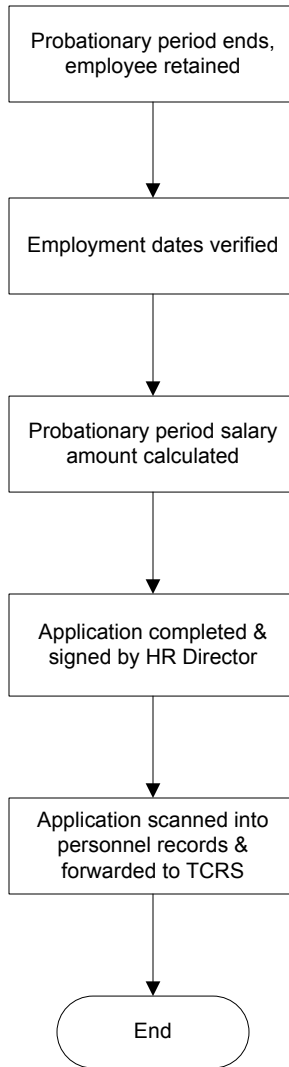 Probationary period ends,
employee retained
Employment dates verified
Probationary period salary
amount calculated
Application completed &
signed by HR Director
Application scanned into
personnel records &
forwarded to TCRS
End